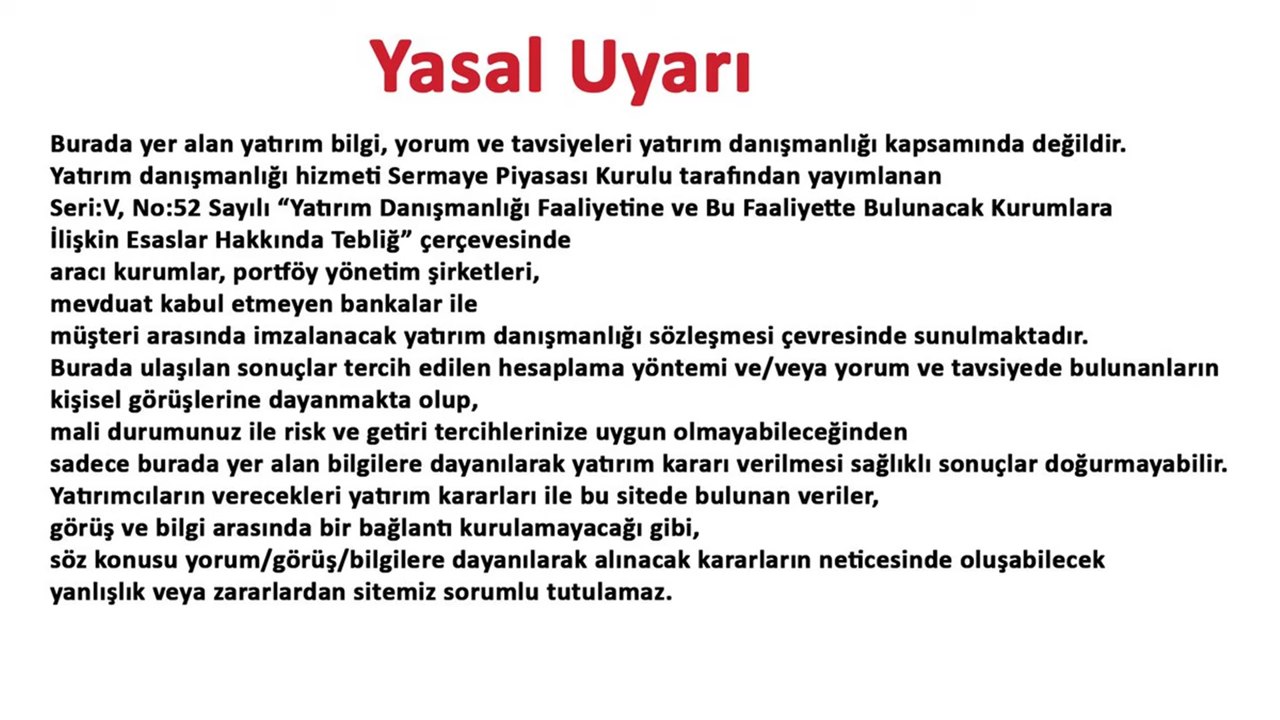 Yasal Uyarı
Burada yer alan yatırım bilgi, yorum ve tavsiyeleri yatırım danışmanlığı kapsamında değildir.
Yatırım danışmanlığı hizmeti Sermaye Piyasası Kurulu tarafından yayımlanan
Seri:V, No:52 Sayılı “Yatırım Danışmanlığı Faaliyetine ve Bu Faaliyette Bulunacak Kurumlara
İlişkin Esaslar Hakkında Tebliğ” çerçevesinde
aracı kurumlar, portföy yönetim şirketleri,
mevduat kabul etmeyen bankalar ile
müşteri arasında imzalanacak yatırım danışmanlığı sözleşmesi çevresinde sunulmaktadır.
Burada ulaşılan sonuçlar tercih edilen hesaplama yöntemi ve/veya yorum ve tavsiyede bulunanların
kişisel görüşlerine dayanmakta olup,
mali durumunuz ile risk ve getiri tercihlerinize uygun olmayabileceğinden
sadece burada yer alan bilgilere dayanılarak yatırım kararı verilmesi sağlıklı sonuçlar doğurmayabilir.
Yatırımcıların verecekleri yatırım kararları ile bu sitede bulunan veriler,
görüş ve bilgi arasında bir bağlantı kurulamayacağı gibi,
söz konusu yorum/görüş/bilgilere dayanılarak alınacak kararların neticesinde oluşabilecek
yanlışlık veya zararlardan sitemiz sorumlu tutulamaz.